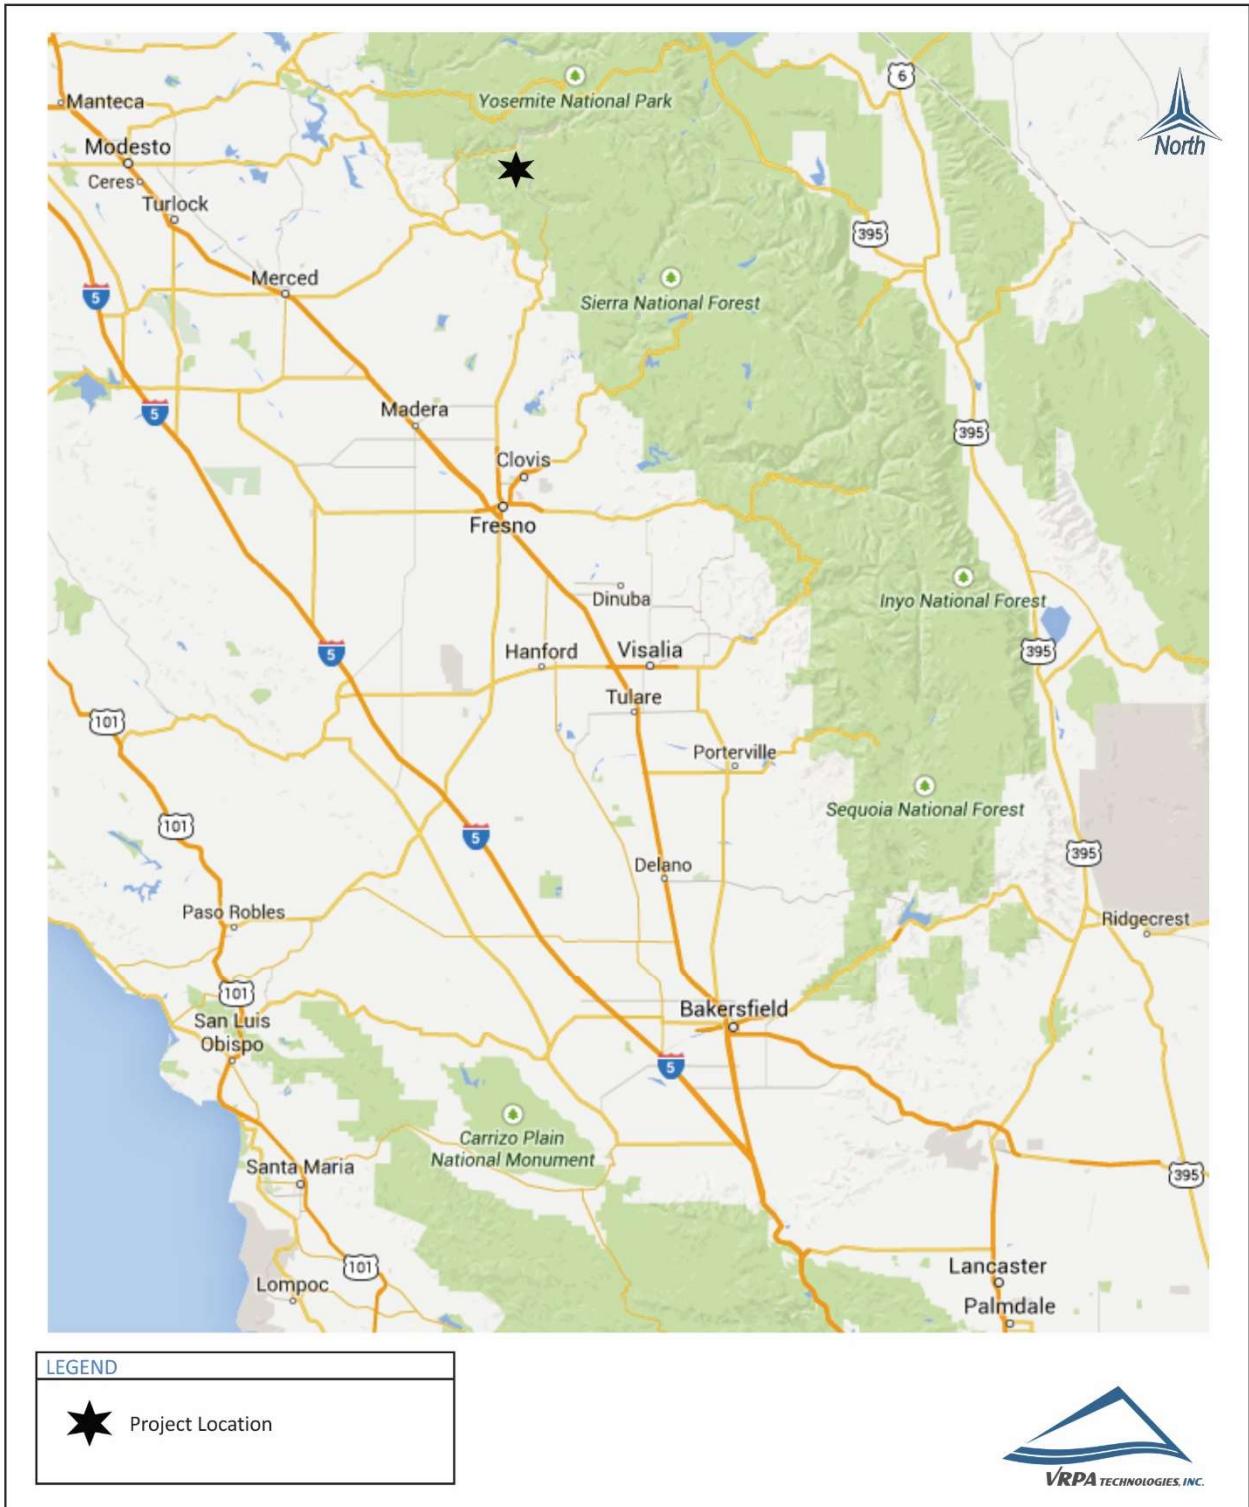 Yosemite National Park
6
Manteca
North
Modesto
Ceres
Turlock
395
Merced
5
Sierra National Forest
5
Madera
395
Clovis
Fresno
Dinuba
Inyo National Forest
5
Hanford
Visalia
395
Tulare
101
Porterville
Sequoia National Forest
101
5
395
Delano
Paso Robles
Ridgecrest
101
Bakersfield
San Luis
Obispo
5
Carrizo Plain
National Monument
Santa Maria
395
101
Lancaster
Lompoc
Palmdale
LEGEND
Project Location
VRPA TECHNOLOGIES, INC.